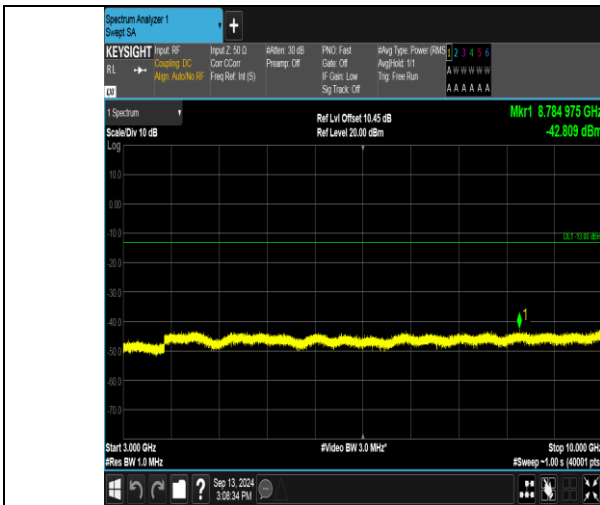 Spectrum Analyzer 1
Swept SA
KEYSIGHT
RL
LXI
Input: RF
Coupling: DC
Align: Auto/No RF
Input Z: 50 Ω
Corr CCorr
Freq Ref: Int (S)
#Atten: 30 dB
Preamp: Off
PNO: Fast
Gate: Off
IF Gain: Low
Sig Track: Off
#Avg Type: Power (RMS
Avg|Hold: 1/1
Trig: Free Run
1 2 3 4 5 6
A W W W W W
A A A A A A
1 Spectrum
Scale/Div 10 dB
Log
Ref Lvl Offset 10.45 dB
Ref Level 20.00 dBm
Mkr1 8.784 975 GHz
-42.809 dBm
10.0
0.00
-10.0
DL1 -13.00 dBm
-20.0
-30.0
1
-40.0
-50.0
-60.0
-70.0
Start 3.000 GHz
#Res BW 1.0 MHz
#Video BW 3.0 MHz*
Stop 10.000 GHz
#Sweep ~1.00 s (40001 pts)
?
Sep 13, 2024
3:08:34 PM